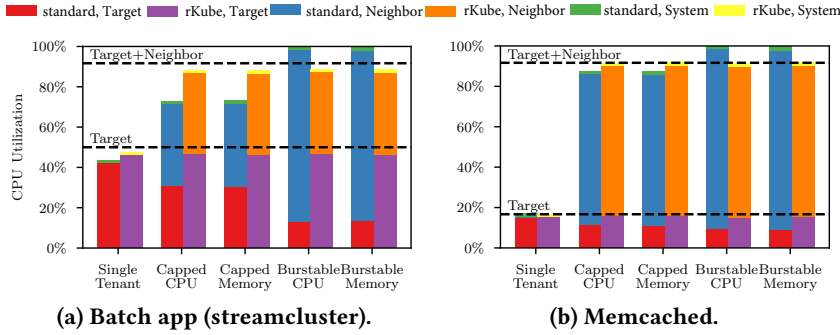 standard, Target rKube, Target standard, Neighbor rKube, Neighbor standard, System rKube, System
CPU Utilization
100%
80%
60%
40%
20%
0%
Target+Neighbor
Target
Single Tenant
Capped CPU
Capped Memory
Burstable CPU
Burstable Memory
(a) Batch app (streamcluster).
100%
80%
60%
40%
20%
0%
Target+Neighbor
Target
Single Tenant
Capped CPU
Capped Memory
Burstable CPU
Burstable Memory
(b) Memcached.